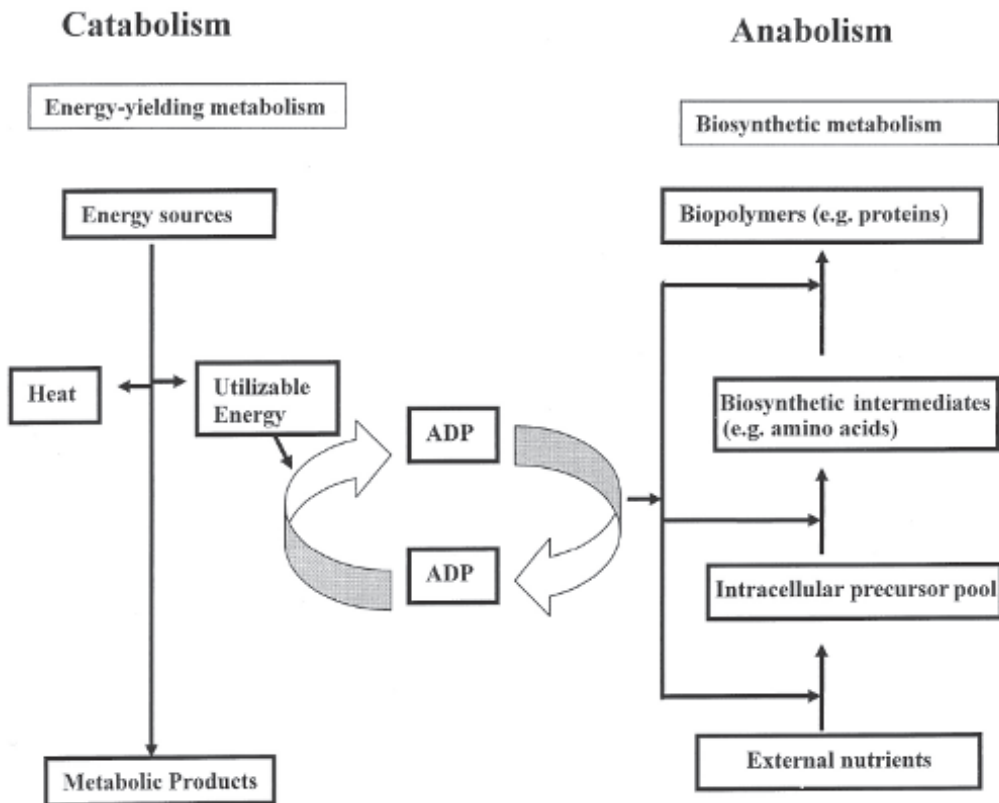 Catabolism
Anabolism
Energy-yielding metabolism
Biosynthetic metabolism
Energy sources
Biopolymers (e.g. proteins)
Heat
Utilizable
Energy
ADP
Biosynthetic intermediates
(e.g. amino acids)
ADP
Intracellular precursor pool
Metabolic Products
External nutrients